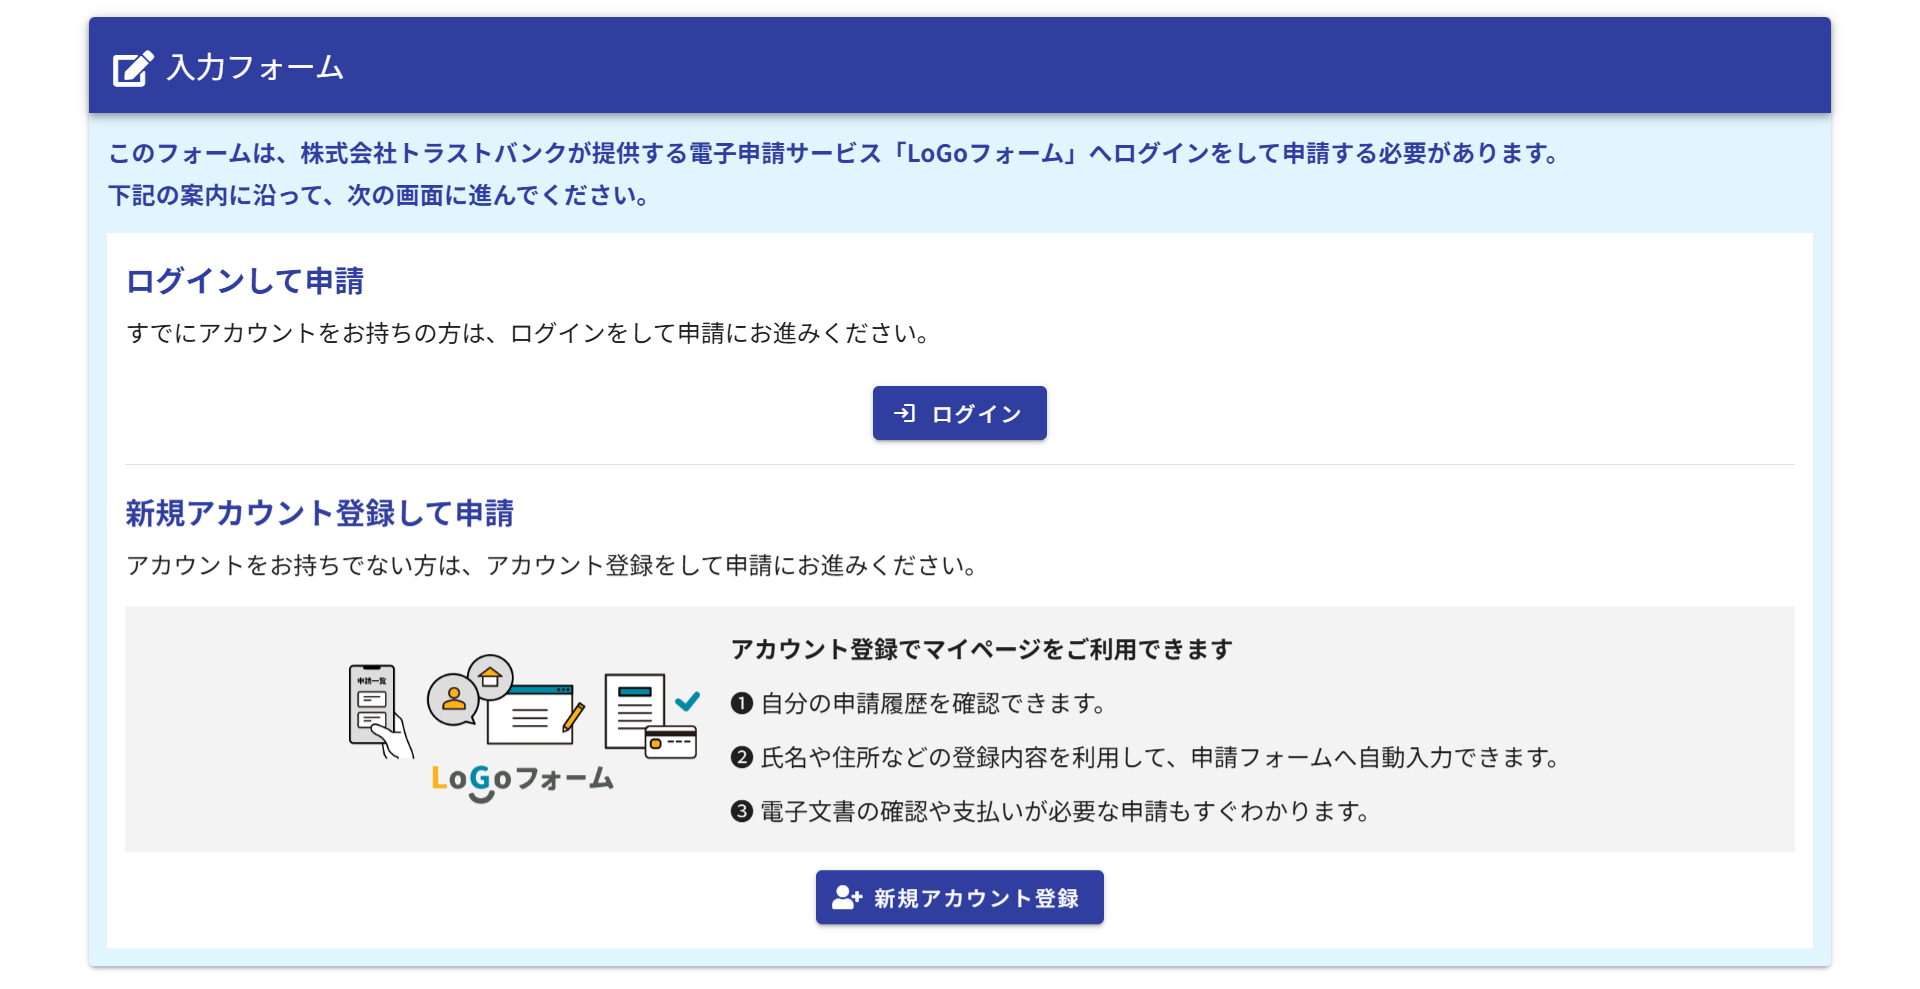 入力フォーム
このフォームは、株式会社トラストバンクが提供する電子申請サービス「LoGoフォーム」へログインをして申請する必要があります。
下記の案内に沿って、次の画面に進んでください。
ログインして申請
すでにアカウントをお持ちの方は、ログインをして申請にお進みください。
ログイン
新規アカウント登録して申請
アカウントをお持ちでない方は、アカウント登録をして申請にお進みください。
申請一覧
LoGoフォーム
アカウント登録でマイページをご利用できます
❶ 自分の申請履歴を確認できます。
❷ 氏名や住所などの登録内容を利用して、申請フォームへ自動入力できます。
❸ 電子文書の確認や支払いが必要な申請もすぐわかります。
新規アカウント登録